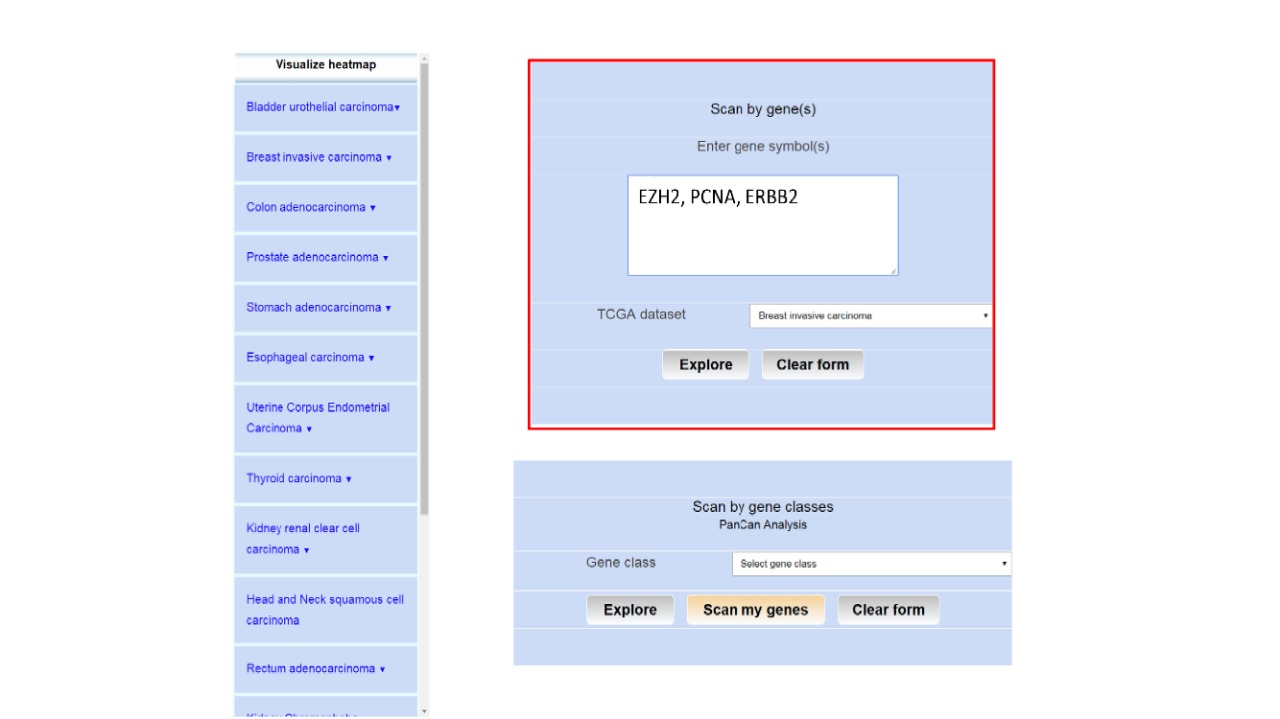 Visualize heatmap
Bladder urothelial carcinoma▾
Breast invasive carcinoma ▾
Colon adenocarcinoma ▾
Prostate adenocarcinoma ▾
Stomach adenocarcinoma ▾
Esophageal carcinoma ▾
Uterine Corpus Endometrial
Carcinoma ▾
Thyroid carcinoma ▾
Kidney renal clear cell
carcinoma ▾
Head and Neck squamous cell
carcinoma
Rectum adenocarcinoma ▾
Scan by gene(s)
Enter gene symbol(s)
EZH2, PCNA, ERBB2
TCGA dataset
Breast invasive carcinoma
Explore
Clear form
Scan by gene classes
PanCan Analysis
Gene class
Select gene class
Explore
Scan my genes
Clear form